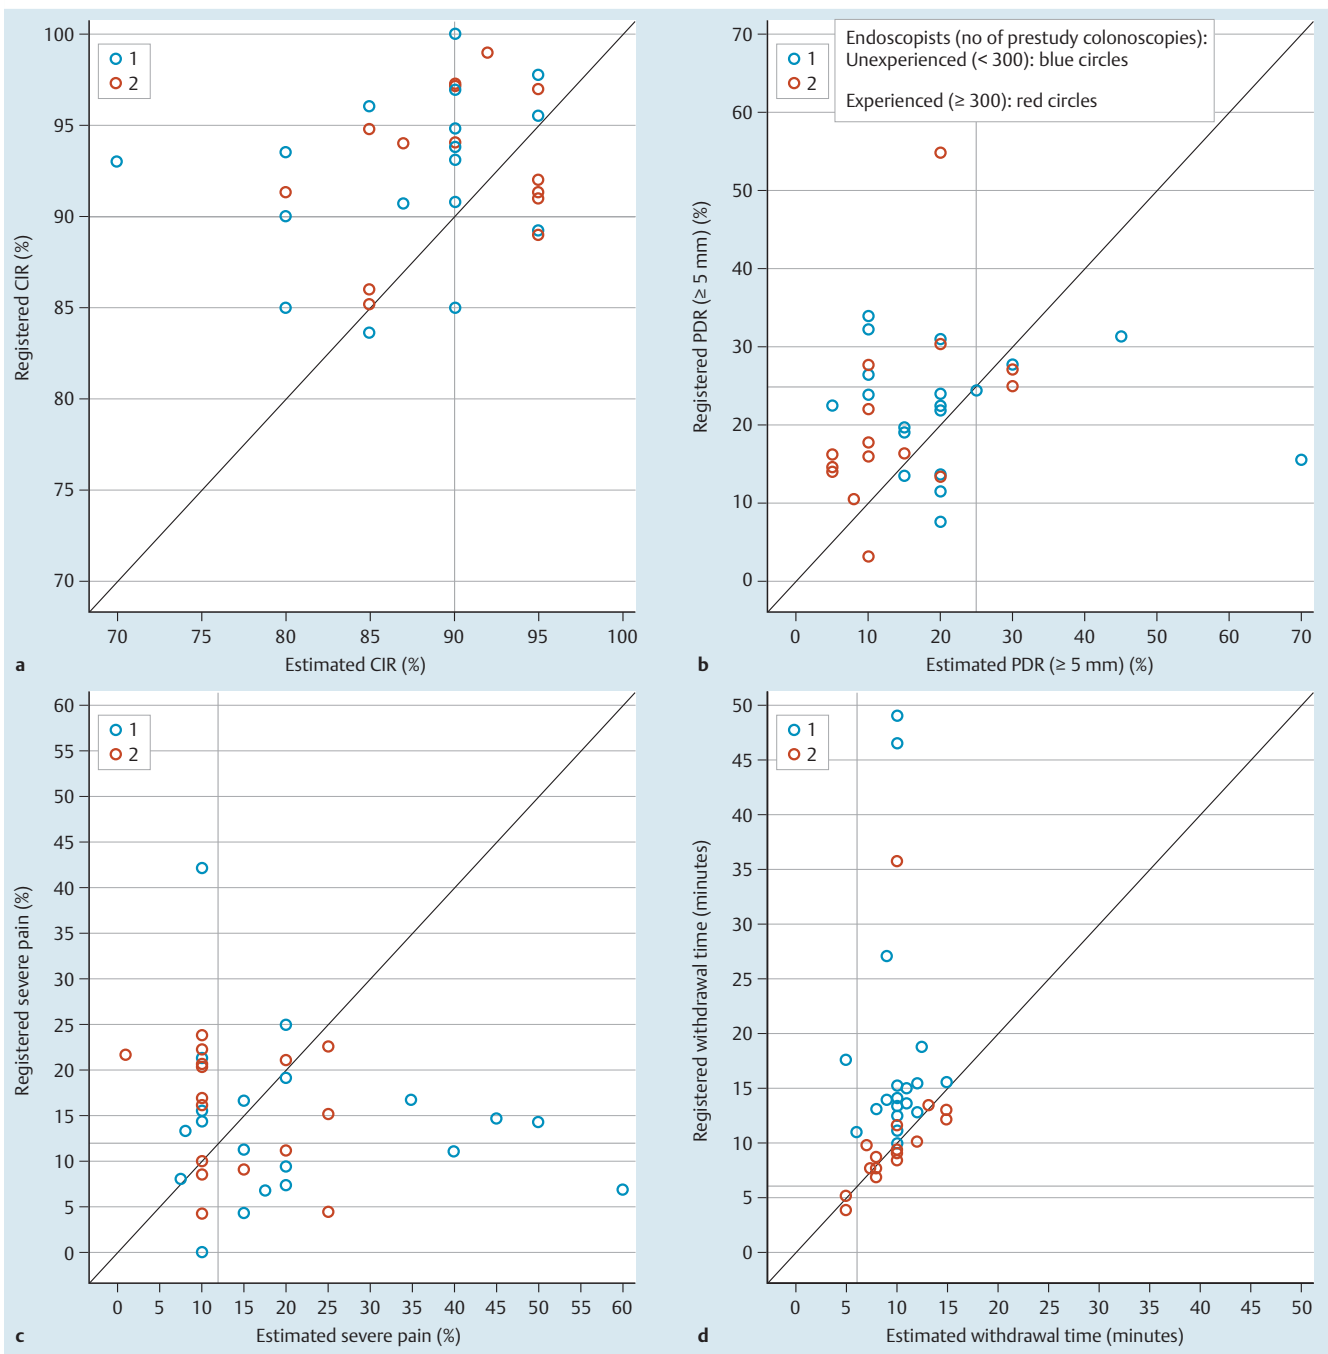 100
95
90
85
80
75
70
Registered CIR (%)
1
2
70 75 80 85 90 95 100
Estimated CIR (%)
a
70
60
50
40
30
20
10
0
Registered PDR (≥ 5 mm) (%)
1
2
Endoscopists (no of prestudy colonoscopies):
Unexperienced (< 300): blue circles
Experienced (≥ 300): red circles
0 10 20 30 40 50 60 70
Estimated PDR (≥ 5 mm) (%)
b
60
55
50
45
40
35
30
25
20
15
10
5
0
Registered severe pain (%)
1
2
0 5 10 15 20 25 30 35 40 45 50 55 60
Estimated severe pain (%)
c
50
45
40
35
30
25
20
15
10
5
0
Registered withdrawal time (minutes)
1
2
0 5 10 15 20 25 30 35 40 45 50
Estimated withdrawal time (minutes)
d